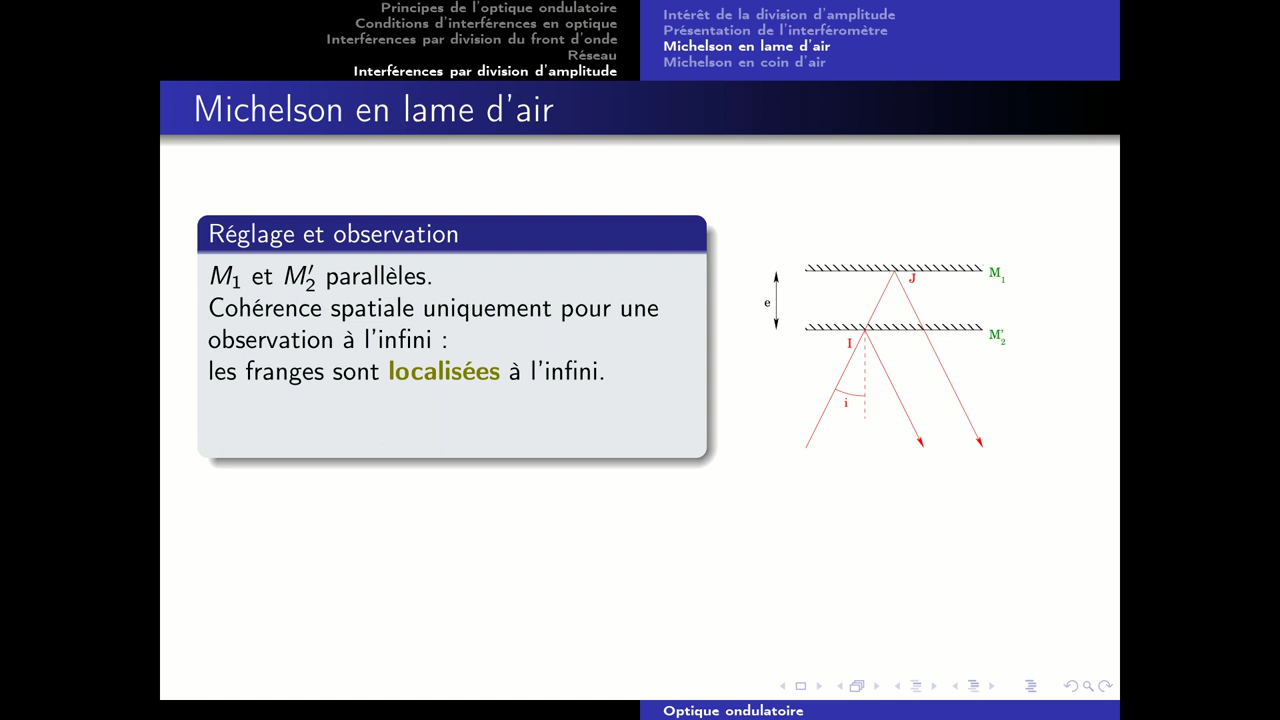 Principes de l'optique ondulatoire
Conditions d'interférences en optique
Interférences par division du front d'onde
Réseau
Interférences par division d'amplitude
Intérêt de la division d'amplitude
Présentation de l'interféromètre
Michelson en lame d'air
Michelson en coin d'air
Michelson en lame d'air
Réglage et observation
M₁ et M₂′ parallèles.
Cohérence spatiale uniquement pour une
observation à l'infini :
les franges sont localisées à l'infini.
M₁
J
e
M₂'
I
i
Optique ondulatoire